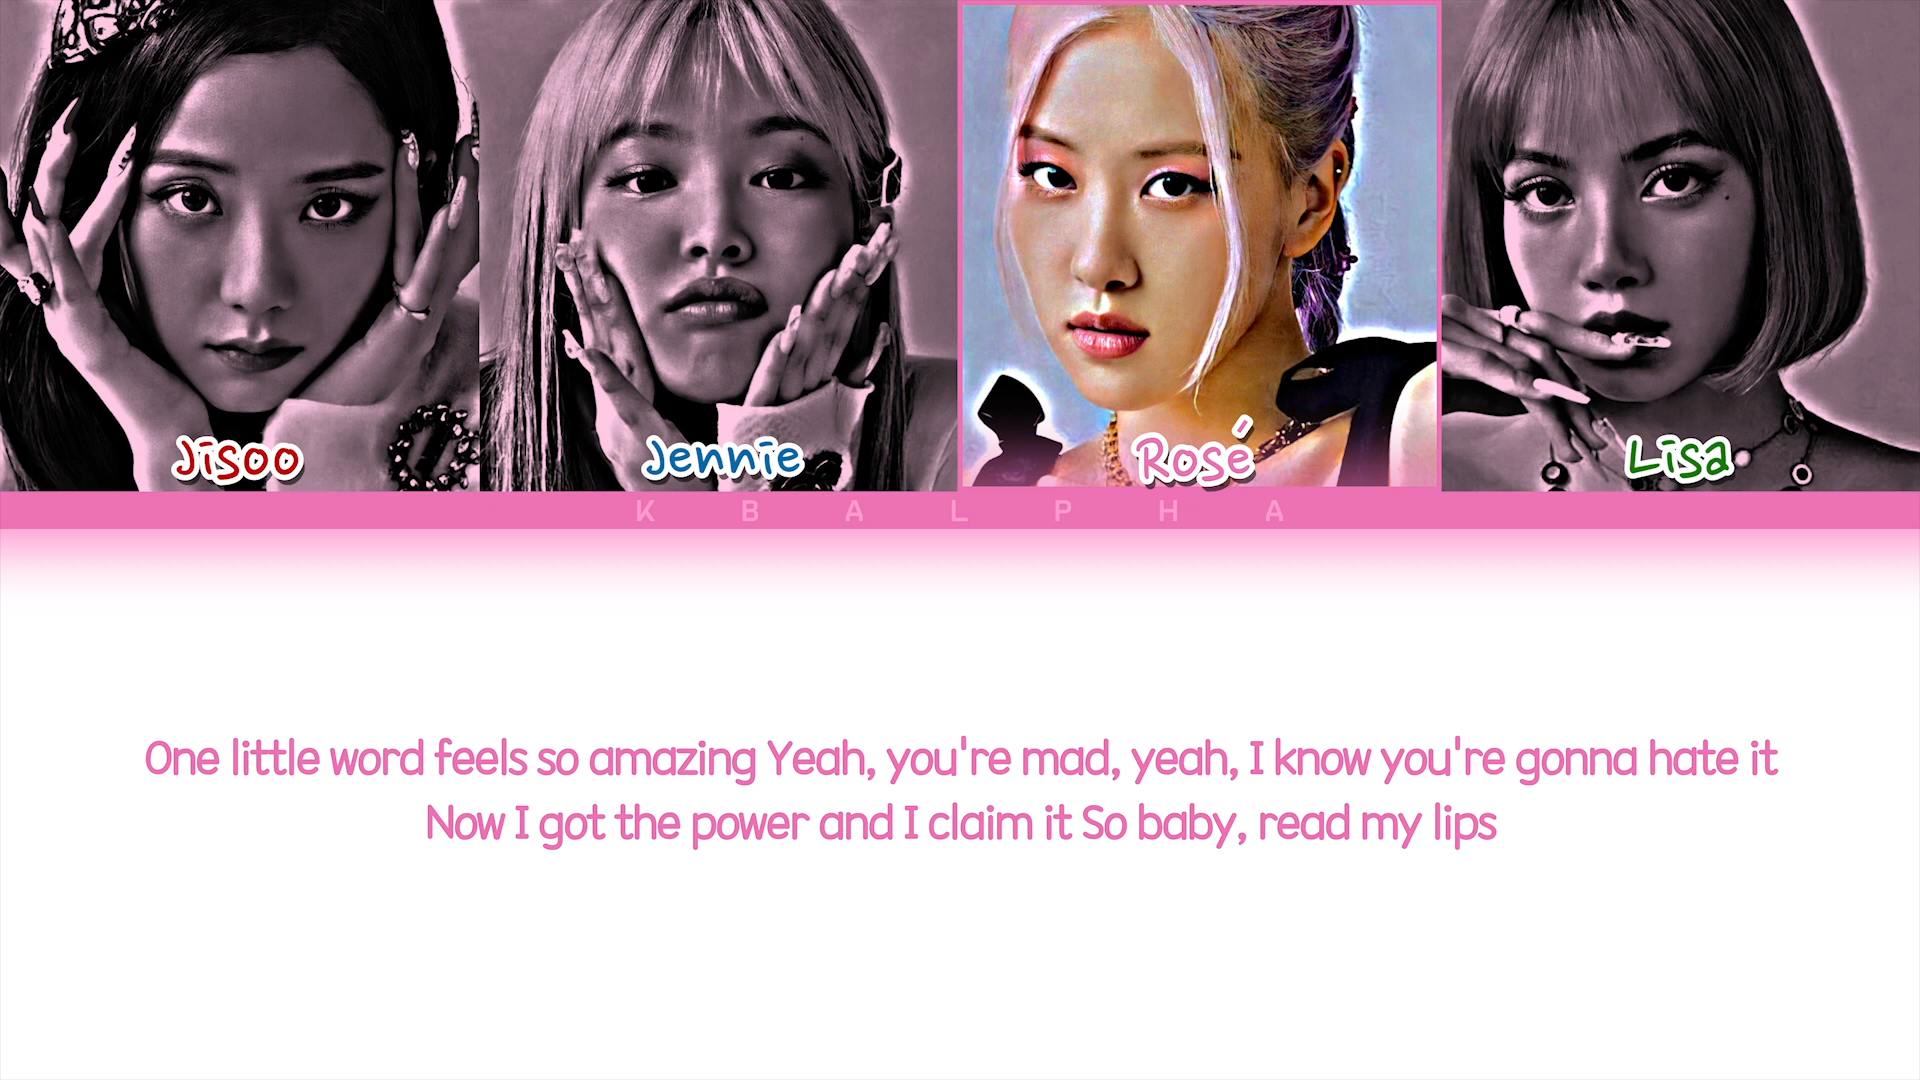 Jisoo
Jennie
Rosé
Lisa
KBALPHA
One little word feels so amazing Yeah, you're mad, yeah, I know you're gonna hate it
Now I got the power and I claim it So baby, read my lips